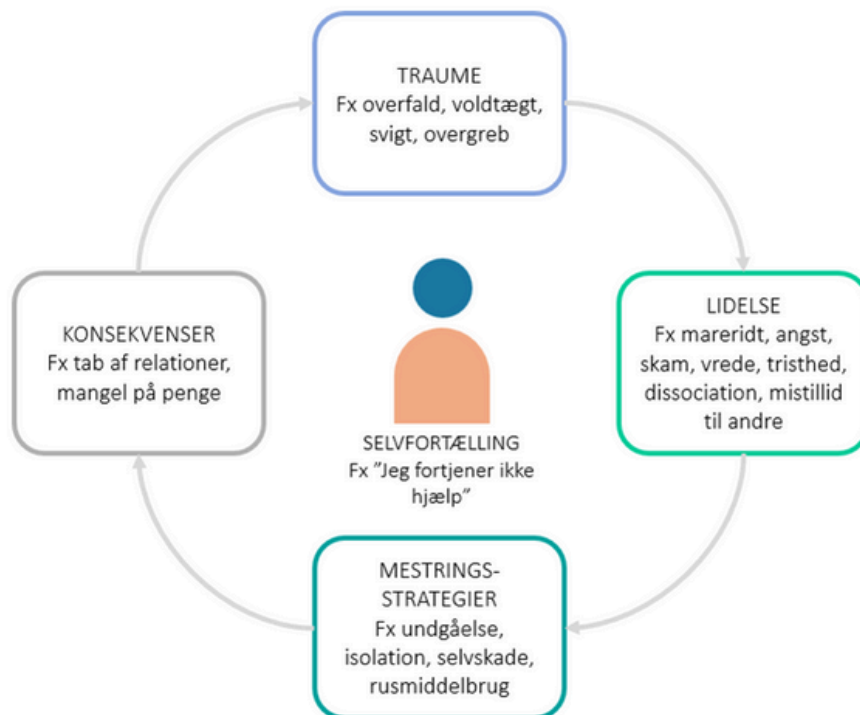 TRAUME
Fx overfald, voldtægt,
svigt, overgreb
KONSEKVENSER
Fx tab af relationer,
mangel på penge
LIDELSE
Fx mareridt, angst,
skam, vrede, tristhed,
dissociation, mistillid
til andre
SELVFORTÆLLING
Fx ”Jeg fortjener ikke
hjælp”
MESTRINGS-
STRATEGIER
Fx undgåelse,
isolation, selvskade,
rusmiddelbrug